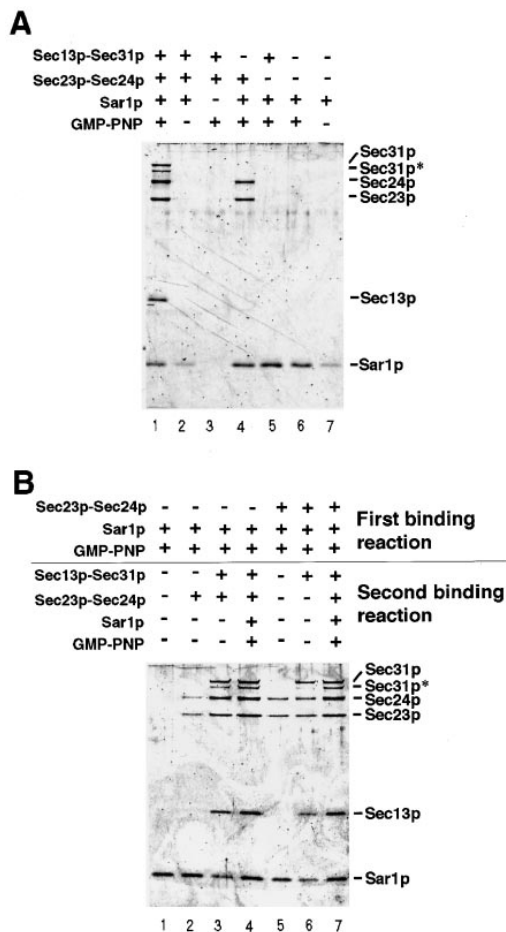 A
Sec13p-Sec31p + + + - + - -
Sec23p-Sec24p + + + + - - -
Sar1p + + - + + + +
GMP-PNP + - + + + + -
Sec31p
Sec31p*
Sec24p
Sec23p
Sec13p
Sar1p
1 2 3 4 5 6 7
B
Sec23p-Sec24p - - - - + + +
Sar1p + + + + + + +
GMP-PNP + + + + + + +
First binding
reaction
Sec13p-Sec31p - - + + - + +
Sec23p-Sec24p - + + + - - +
Sar1p - - - + - - +
GMP-PNP - - - + - - +
Second binding
reaction
Sec31p
Sec31p*
Sec24p
Sec23p
Sec13p
Sar1p
1 2 3 4 5 6 7